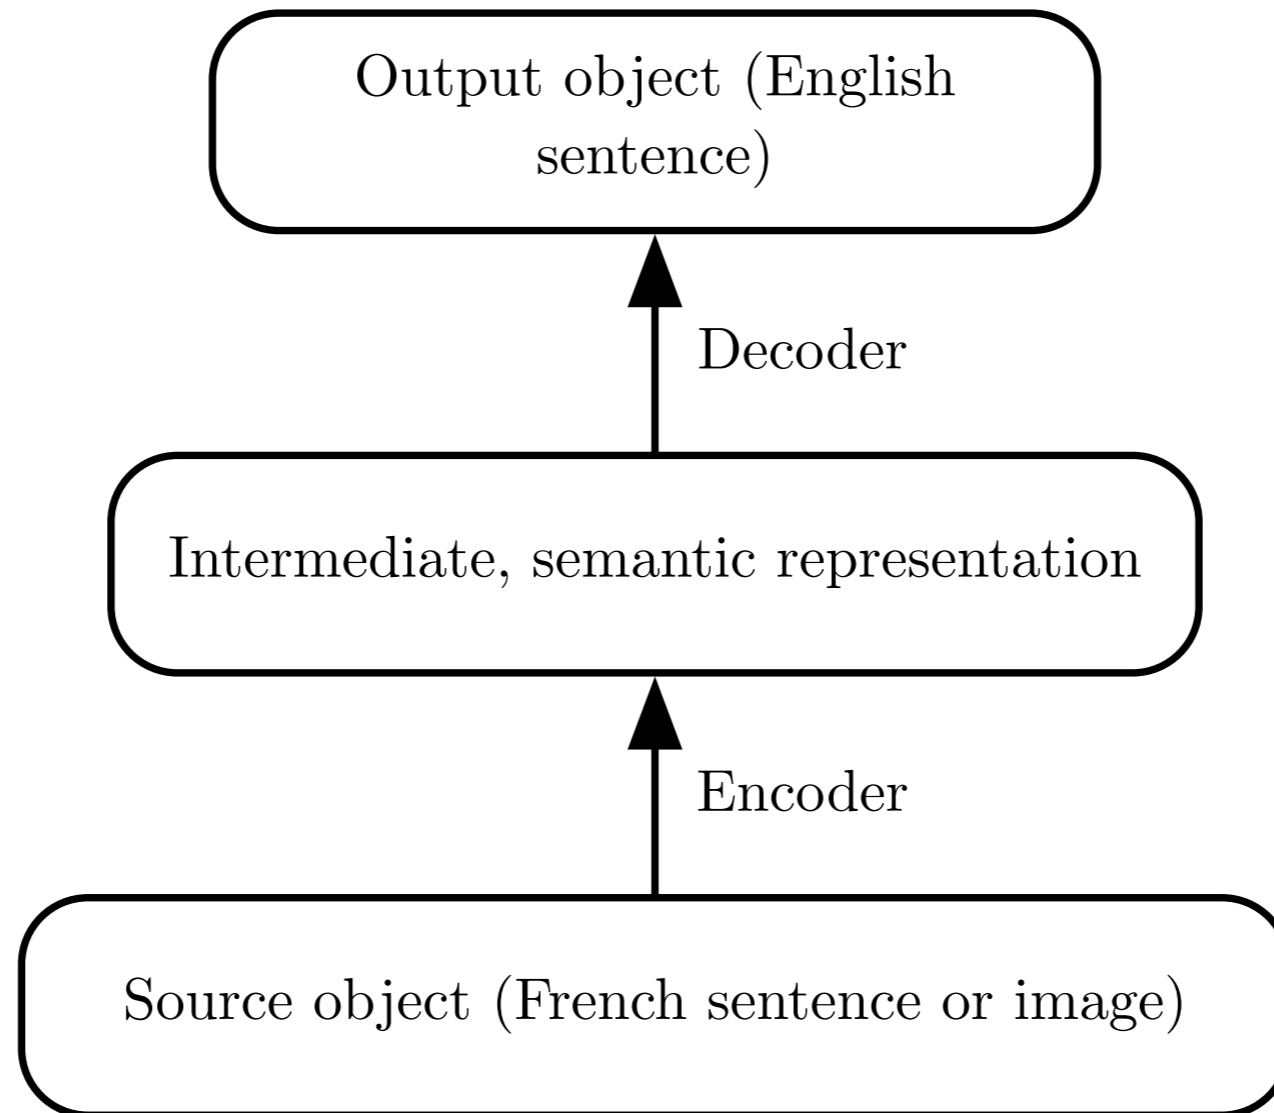 Output object (English
sentence)
Decoder
Intermediate, semantic representation
Encoder
Source object (French sentence or image)